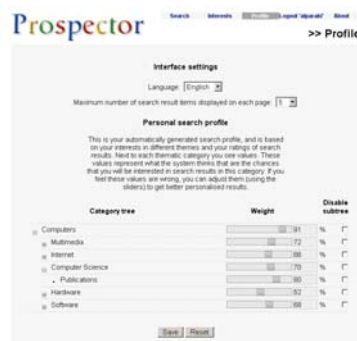 Prospector
Search Interests Profile Logout 'alparaki' About
>> Profile
Interface settings
Language: English
Maximum number of search result items displayed on each page: 5
Personal search profile
This is your automatically generated search profile, and is based
on your interests in different themes and your ratings of search
results. Next to each thematic category you see values. These
values represent what the system thinks that are the chances
that you will be interested in search results in this category. If you
feel these values are wrong, you can adjust them (using the
sliders) to get better personalised results.
Category tree Weight Disable subtree
Computers 91 %
Multimedia 72 %
Internet 66 %
Computer Science 70 %
Publications 80 %
Hardware 52 %
Software 68 %
Save Reset